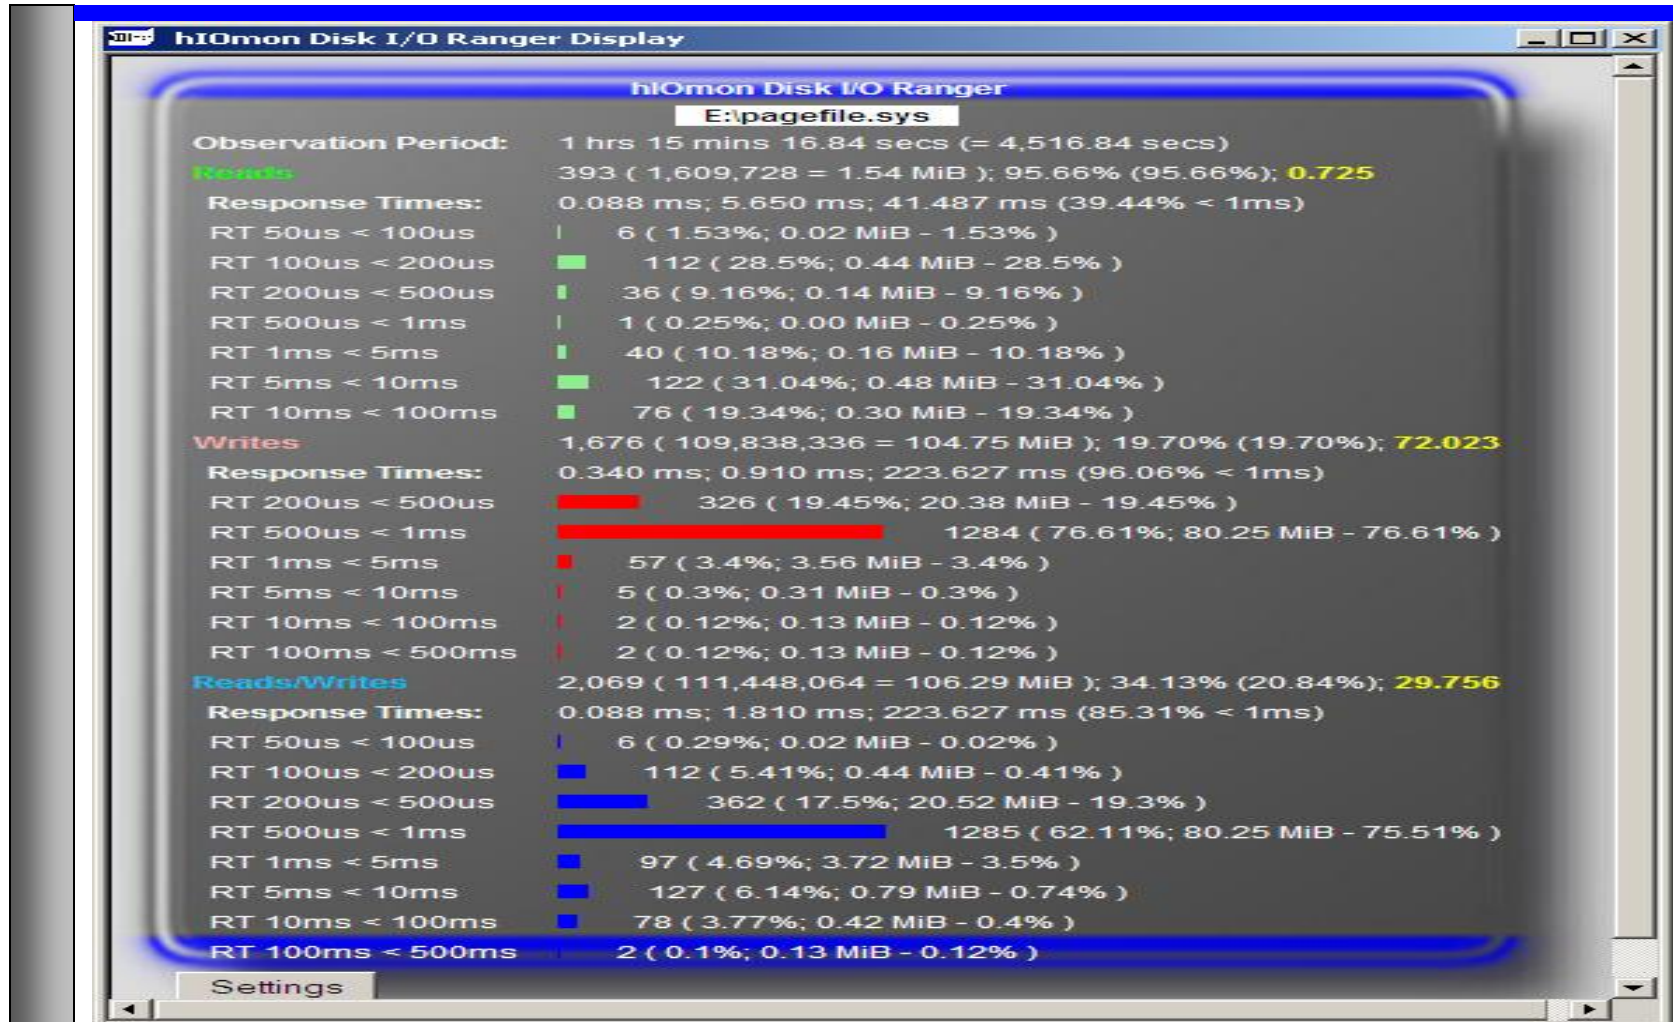 hIOmon Disk I/O Ranger Display
hIOmon Disk I/O Ranger
E:\pagefile.sys
Observation Period: 1 hrs 15 mins 16.84 secs (= 4,516.84 secs)
Reads 393 ( 1,609,728 = 1.54 MiB ); 95.66% (95.66%); 0.725
Response Times: 0.088 ms; 5.650 ms; 41.487 ms (39.44% < 1ms)
RT 50us < 100us 6 ( 1.53%; 0.02 MiB - 1.53% )
RT 100us < 200us 112 ( 28.5%; 0.44 MiB - 28.5% )
RT 200us < 500us 36 ( 9.16%; 0.14 MiB - 9.16% )
RT 500us < 1ms 1 ( 0.25%; 0.00 MiB - 0.25% )
RT 1ms < 5ms 40 ( 10.18%; 0.16 MiB - 10.18% )
RT 5ms < 10ms 122 ( 31.04%; 0.48 MiB - 31.04% )
RT 10ms < 100ms 76 ( 19.34%; 0.30 MiB - 19.34% )
Writes 1,676 ( 109,838,336 = 104.75 MiB ); 19.70% (19.70%); 72.023
Response Times: 0.340 ms; 0.910 ms; 223.627 ms (96.06% < 1ms)
RT 200us < 500us 326 ( 19.45%; 20.38 MiB - 19.45% )
RT 500us < 1ms 1284 ( 76.61%; 80.25 MiB - 76.61% )
RT 1ms < 5ms 57 ( 3.4%; 3.56 MiB - 3.4% )
RT 5ms < 10ms 5 ( 0.3%; 0.31 MiB - 0.3% )
RT 10ms < 100ms 2 ( 0.12%; 0.13 MiB - 0.12% )
RT 100ms < 500ms 2 ( 0.12%; 0.13 MiB - 0.12% )
Reads/Writes 2,069 ( 111,448,064 = 106.29 MiB ); 34.13% (20.84%); 29.756
Response Times: 0.088 ms; 1.810 ms; 223.627 ms (85.31% < 1ms)
RT 50us < 100us 6 ( 0.29%; 0.02 MiB - 0.02% )
RT 100us < 200us 112 ( 5.41%; 0.44 MiB - 0.41% )
RT 200us < 500us 362 ( 17.5%; 20.52 MiB - 19.3% )
RT 500us < 1ms 1285 ( 62.11%; 80.25 MiB - 75.51% )
RT 1ms < 5ms 97 ( 4.69%; 3.72 MiB - 3.5% )
RT 5ms < 10ms 127 ( 6.14%; 0.79 MiB - 0.74% )
RT 10ms < 100ms 78 ( 3.77%; 0.42 MiB - 0.4% )
RT 100ms < 500ms 2 ( 0.1%; 0.13 MiB - 0.12% )
Settings